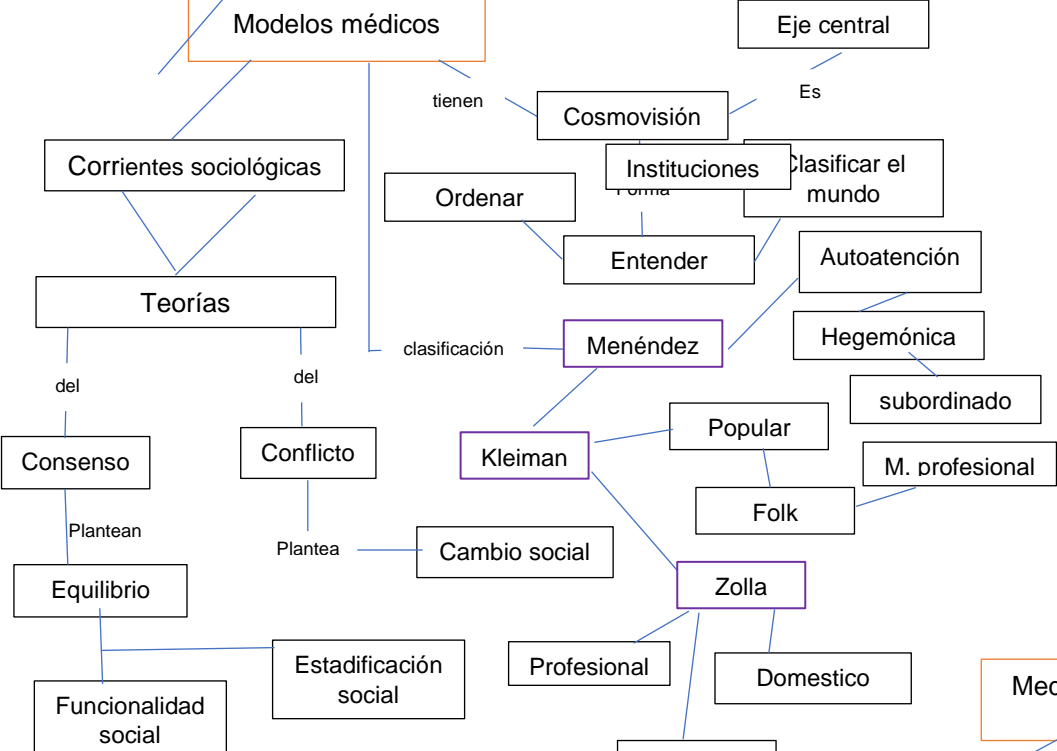 Modelos médicos
Eje central
tienen
Es
Cosmovisión
Corrientes sociológicas
Instituciones
Clasificar el
mundo
Ordenar
Forma
Entender
Autoatención
Teorías
Hegemónica
clasificación
Menéndez
del
del
subordinado
Popular
Consenso
Conflicto
Kleiman
M. profesional
Folk
Plantean
Plantea
Cambio social
Equilibrio
Zolla
Estadificación
social
Profesional
Domestico
Funcionalidad
social